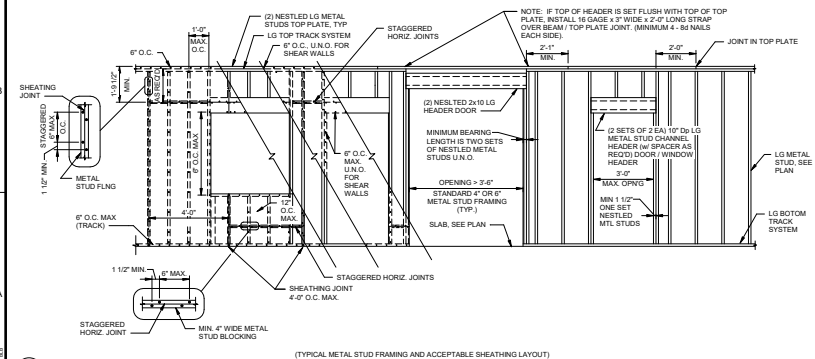 (2) NESTED LG METAL
STUDS TOP PLATE, TYP
LG TOP TRACK SYSTEM
6" O.C., U.N.O. FOR
SHEAR WALLS
STAGGERED
HORIZ. JOINTS
NOTE: IF TOP OF HEADER IS SET FLUSH WITH TOP OF TOP
PLATE, INSTALL 16 GAGE x 3" WIDE x 2'-0" LONG STRAP
OVER BEAM / TOP PLATE JOINT. (MINIMUM 4 - 8d NAILS
EACH SIDE).
1'-0"
MAX.
O.C.
6" O.C.
2'-1"
MIN.
2'-0"
MIN.
JOINT IN TOP PLATE
SHEATING
JOINT
1'-9 1/2"
MIN.
AS REQ'D
STAGGERED
6" MAX.
O.C.
1 1/2" MIN.
METAL
STUD FLNG
6" O.C. MAX
6" O.C.
MAX.
U.N.O.
FOR
SHEAR
WALLS
(2) NESLTED 2x10 LG
HEADER DOOR
MINIMUM BEARING
LENGTH IS TWO SETS
OF NESTED METAL
STUDS U.N.O.
(2 SETS OF 2 EA) 10" Dp LG
METAL STUD CHANNEL
HEADER (w/ SPACER AS
REQ'D) DOOR / WINDOW
HEADER
3'-0"
MAX. OPN'G
LG METAL
STUD, SEE
PLAN
OPENING > 3'-6"
STANDARD 4" OR 6"
METAL STUD FRAMING
(TYP.)
MIN 1 1/2"
ONE SET
NESTED
MTL STUDS
6" O.C. MAX
(TRACK)
4'-0"
12"
O.C.
MAX.
SLAB, SEE PLAN
LG BOTOM
TRACK
SYSTEM
1 1/2" MIN.
6" MAX.
STAGGERED HORIZ. JOINTS
SHEATHING JOINT
4'-0" O.C. MAX.
STAGGERED
HORIZ. JOINT
MIN. 4" WIDE METAL
STUD BLOCKING
(TYPICAL METAL STUD FRAMING AND ACCEPTABLE SHEATHING LAYOUT)
B
A